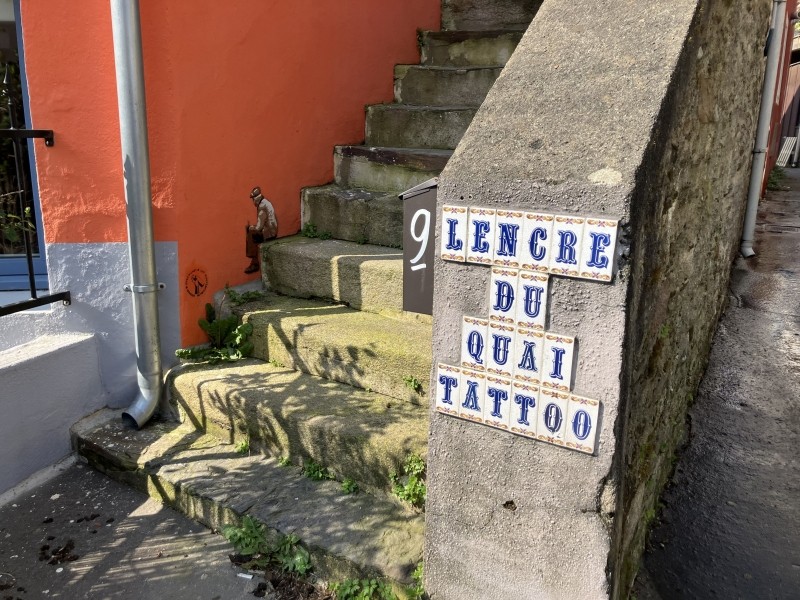 9
LENCRE
DU
QUAI
TATTOO